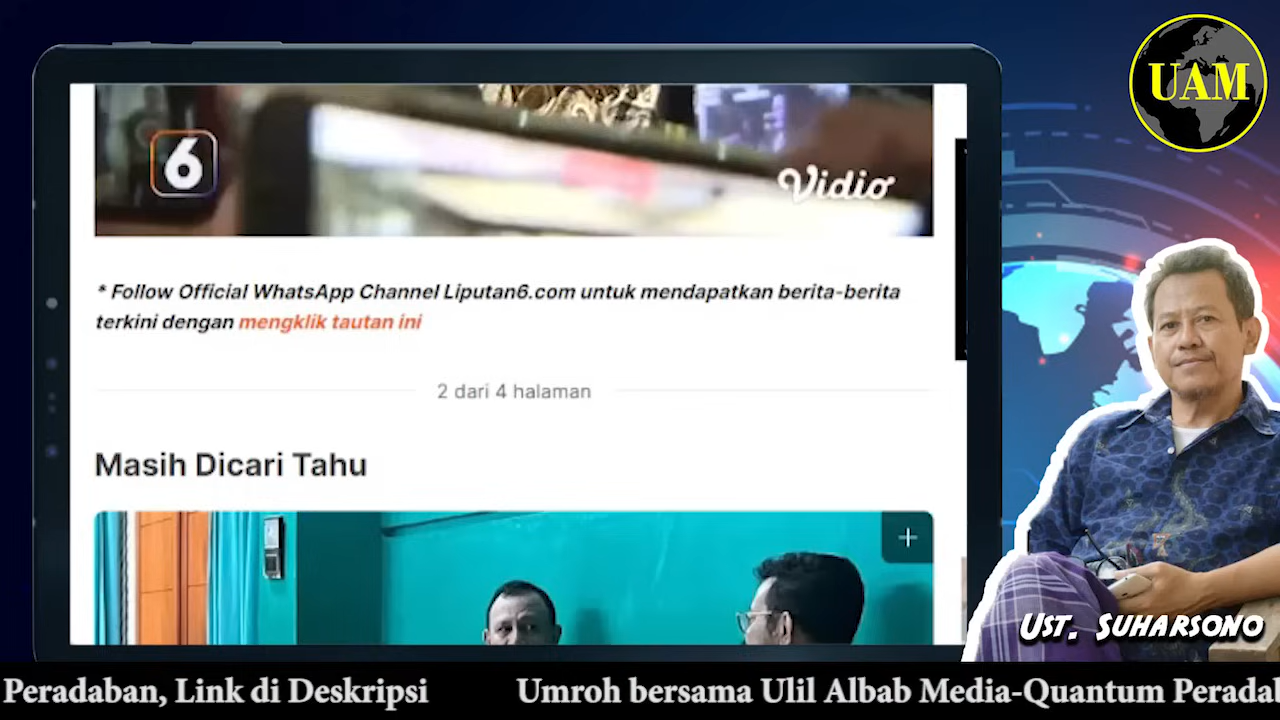 UAM
6
Vidio
* Follow Official WhatsApp Channel Liputan6.com untuk mendapatkan berita-berita
terkini dengan mengklik tautan ini
2 dari 4 halaman
Masih Dicari Tahu
+
UST. SUHARSONO
Peradaban, Link di Deskripsi Umroh bersama Ulil Albab Media-Quantum Perada